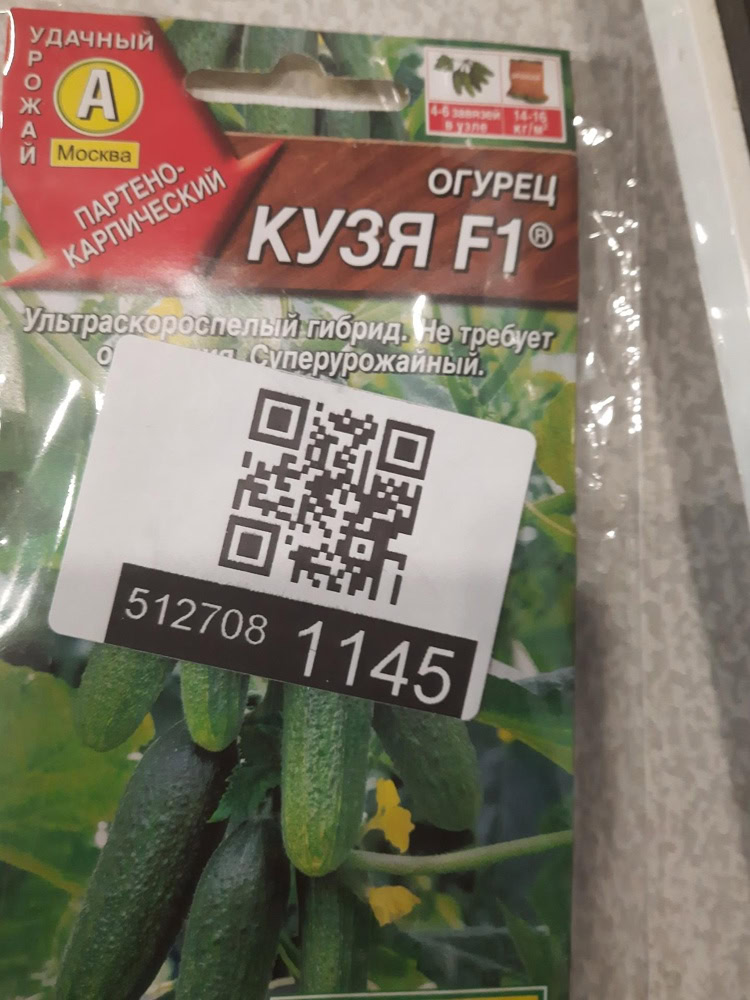 УДАЧНЫЙ
УРОЖАЙ
А
Москва
ПАРТЕНО-
КАРПИЧЕСКИЙ
4-6 завязей
в узле
14-16
кг/м²
ОГУРЕЦ
КУЗЯ F1®
Ультраскороспелый гибрид. Не требует
Суперурожайный.
512708 1145